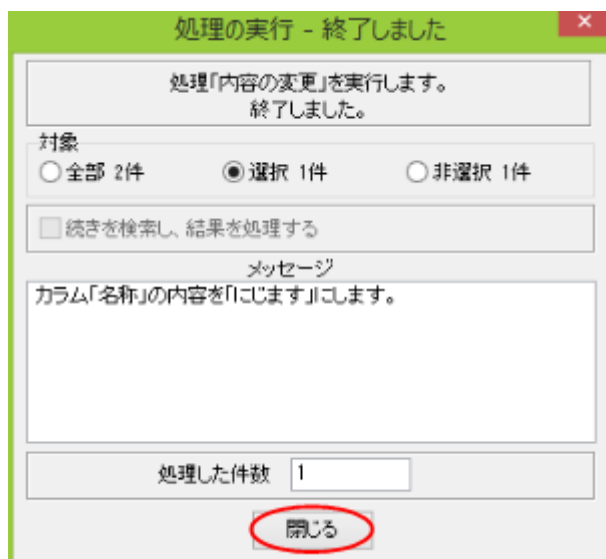 処理の実行 - 終了しました
処理「内容の変更」を実行します。
終了しました。
対象
全部 2件 選択 1件 非選択 1件
続きを検索し、結果を処理する
メッセージ
カラム「名称」の内容を「にじます」にします。
処理した件数 1
閉じる